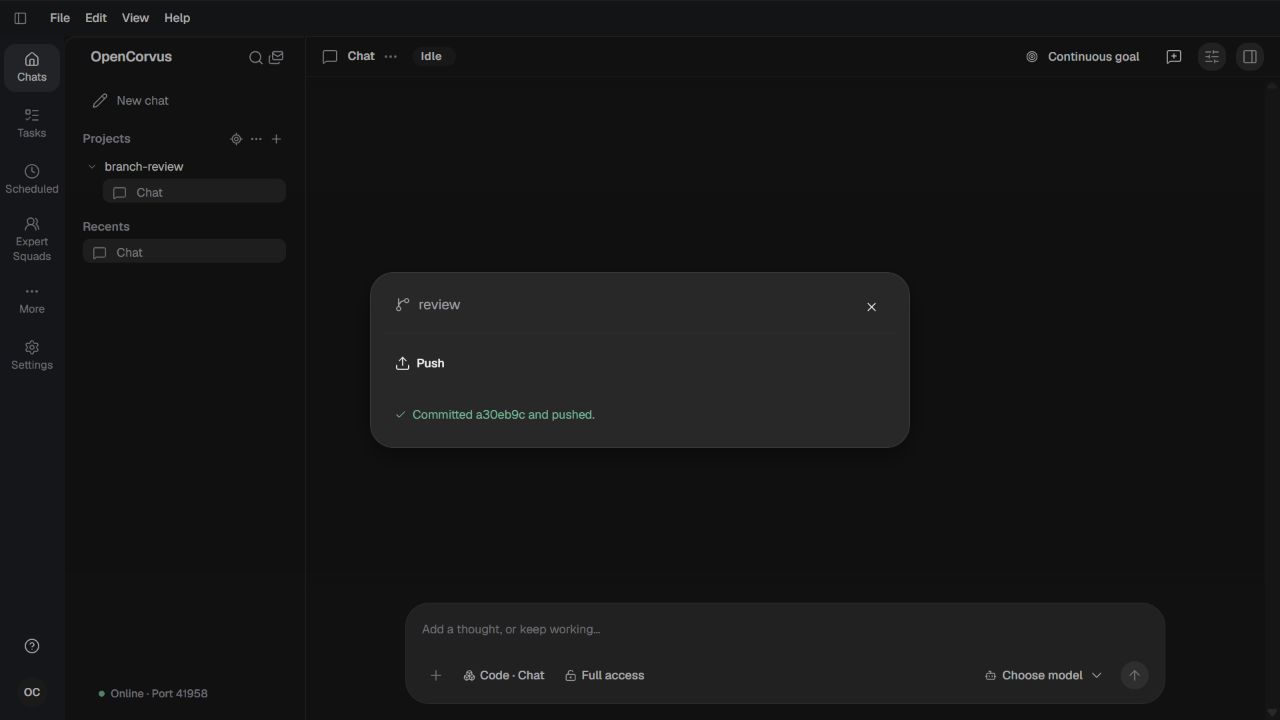 File Edit View Help
OpenCorvus
Chats
Tasks
Scheduled
Expert
Squads
More
Settings
OC
New chat
Projects
branch-review
Chat
Recents
Chat
Online · Port 41958
Chat
Idle
Continuous goal
review
Push
Committed a30eb9c and pushed.
Add a thought, or keep working...
Code · Chat
Full access
Choose model